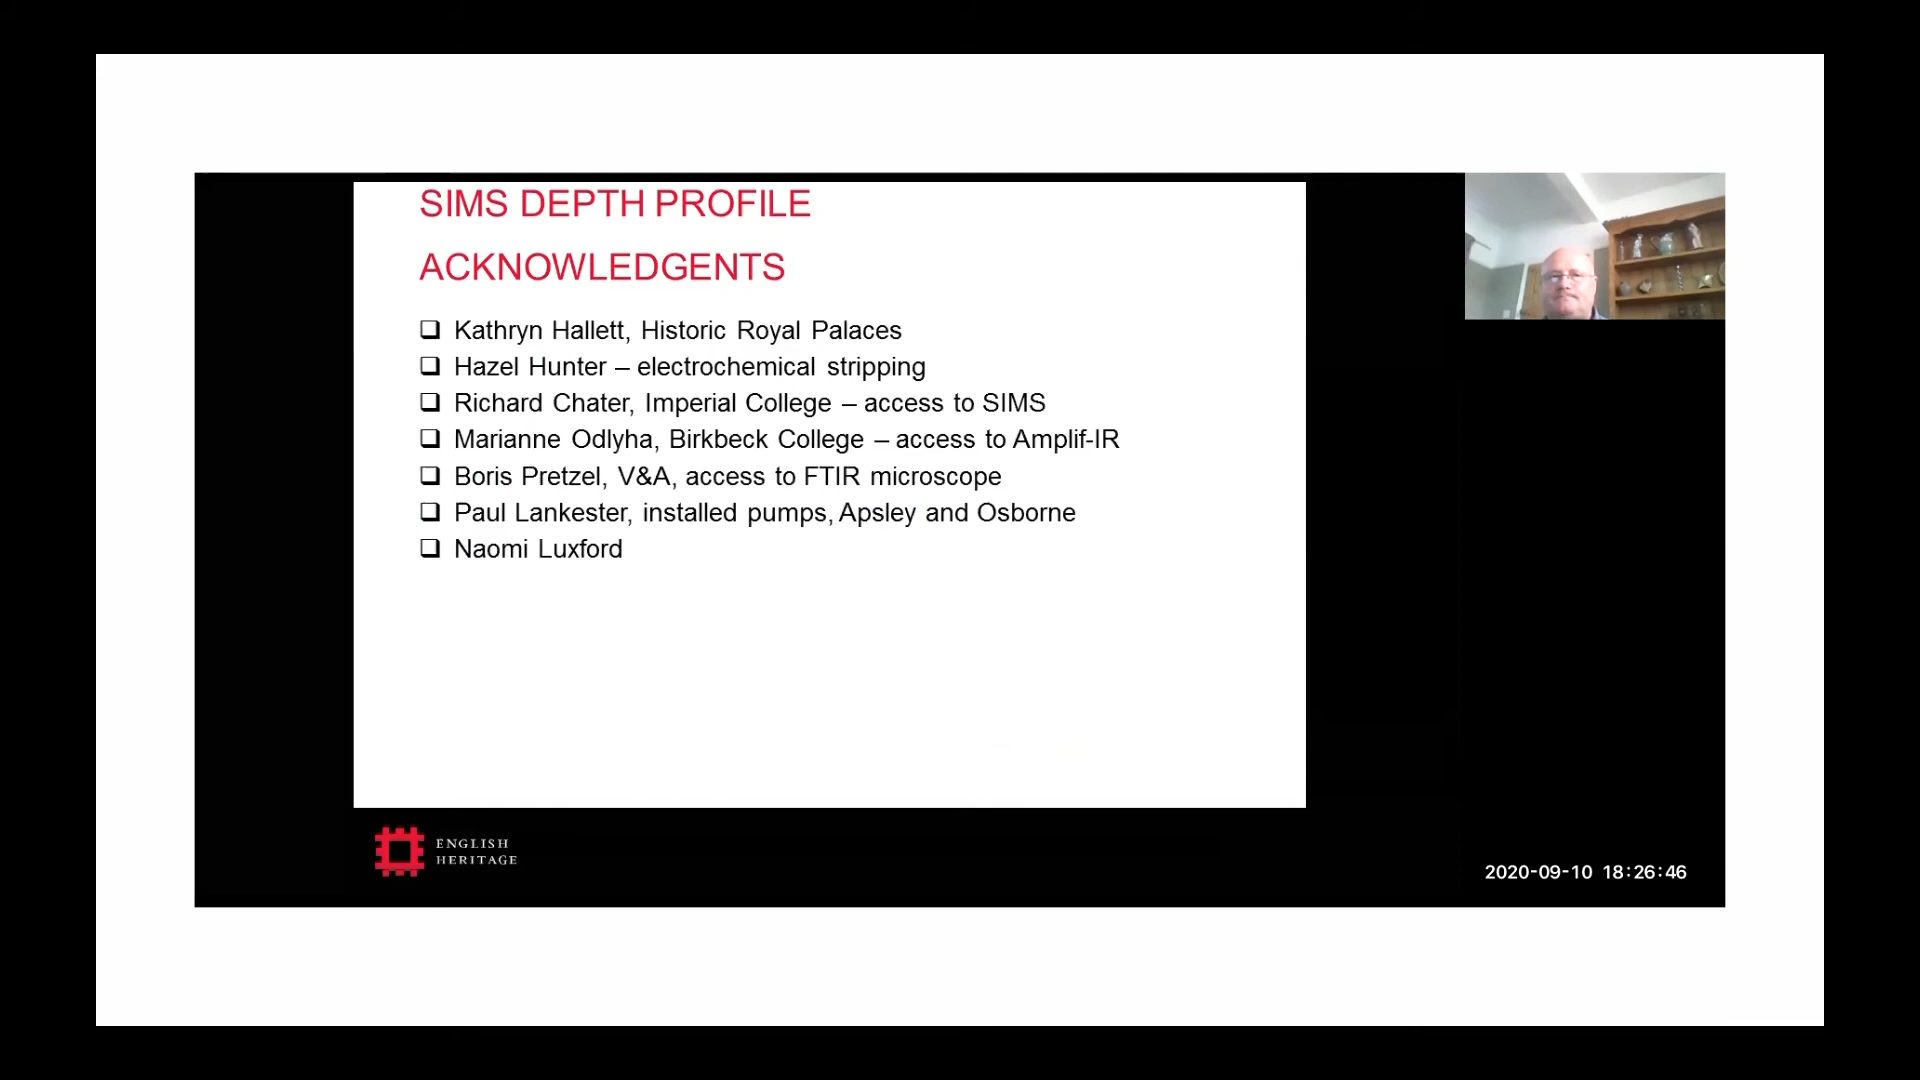 SIMS DEPTH PROFILE
ACKNOWLEDGENTS
❑ Kathryn Hallett, Historic Royal Palaces
❑ Hazel Hunter – electrochemical stripping
❑ Richard Chater, Imperial College – access to SIMS
❑ Marianne Odlyha, Birkbeck College – access to Amplif-IR
❑ Boris Pretzel, V&A, access to FTIR microscope
❑ Paul Lankester, installed pumps, Apsley and Osborne
❑ Naomi Luxford
ENGLISH
HERITAGE
2020-09-10 18:26:46